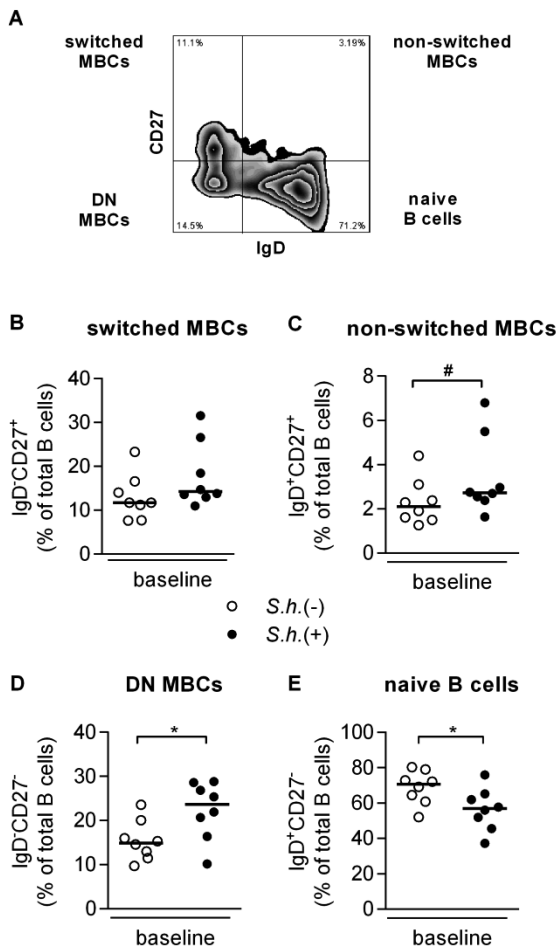 A
switched
MBCs
11.1%
3.19%
non-switched
MBCs
CD27
DN
MBCs
14.5%
71.2%
naive
B cells
IgD
B switched MBCs
IgD-CD27+
(% of total B cells)
40
30
20
10
0
baseline
C non-switched MBCs
IgD+CD27+
(% of total B cells)
8
6
4
2
0
#
baseline
S.h.(-)
S.h.(+)
D DN MBCs
IgD-CD27-
(% of total B cells)
40
30
20
10
0
*
baseline
E naive B cells
IgD+CD27-
(% of total B cells)
100
80
60
40
20
0
*
baseline